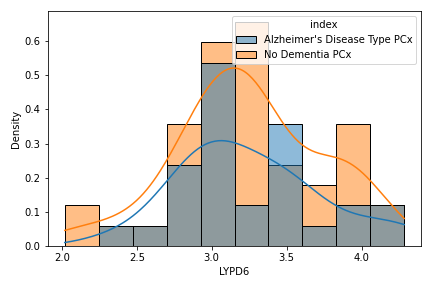 index
Alzheimer's Disease Type PCx
No Dementia PCx
Density
0.6
0.5
0.4
0.3
0.2
0.1
0.0
2.0 2.5 3.0 3.5 4.0
LYPD6